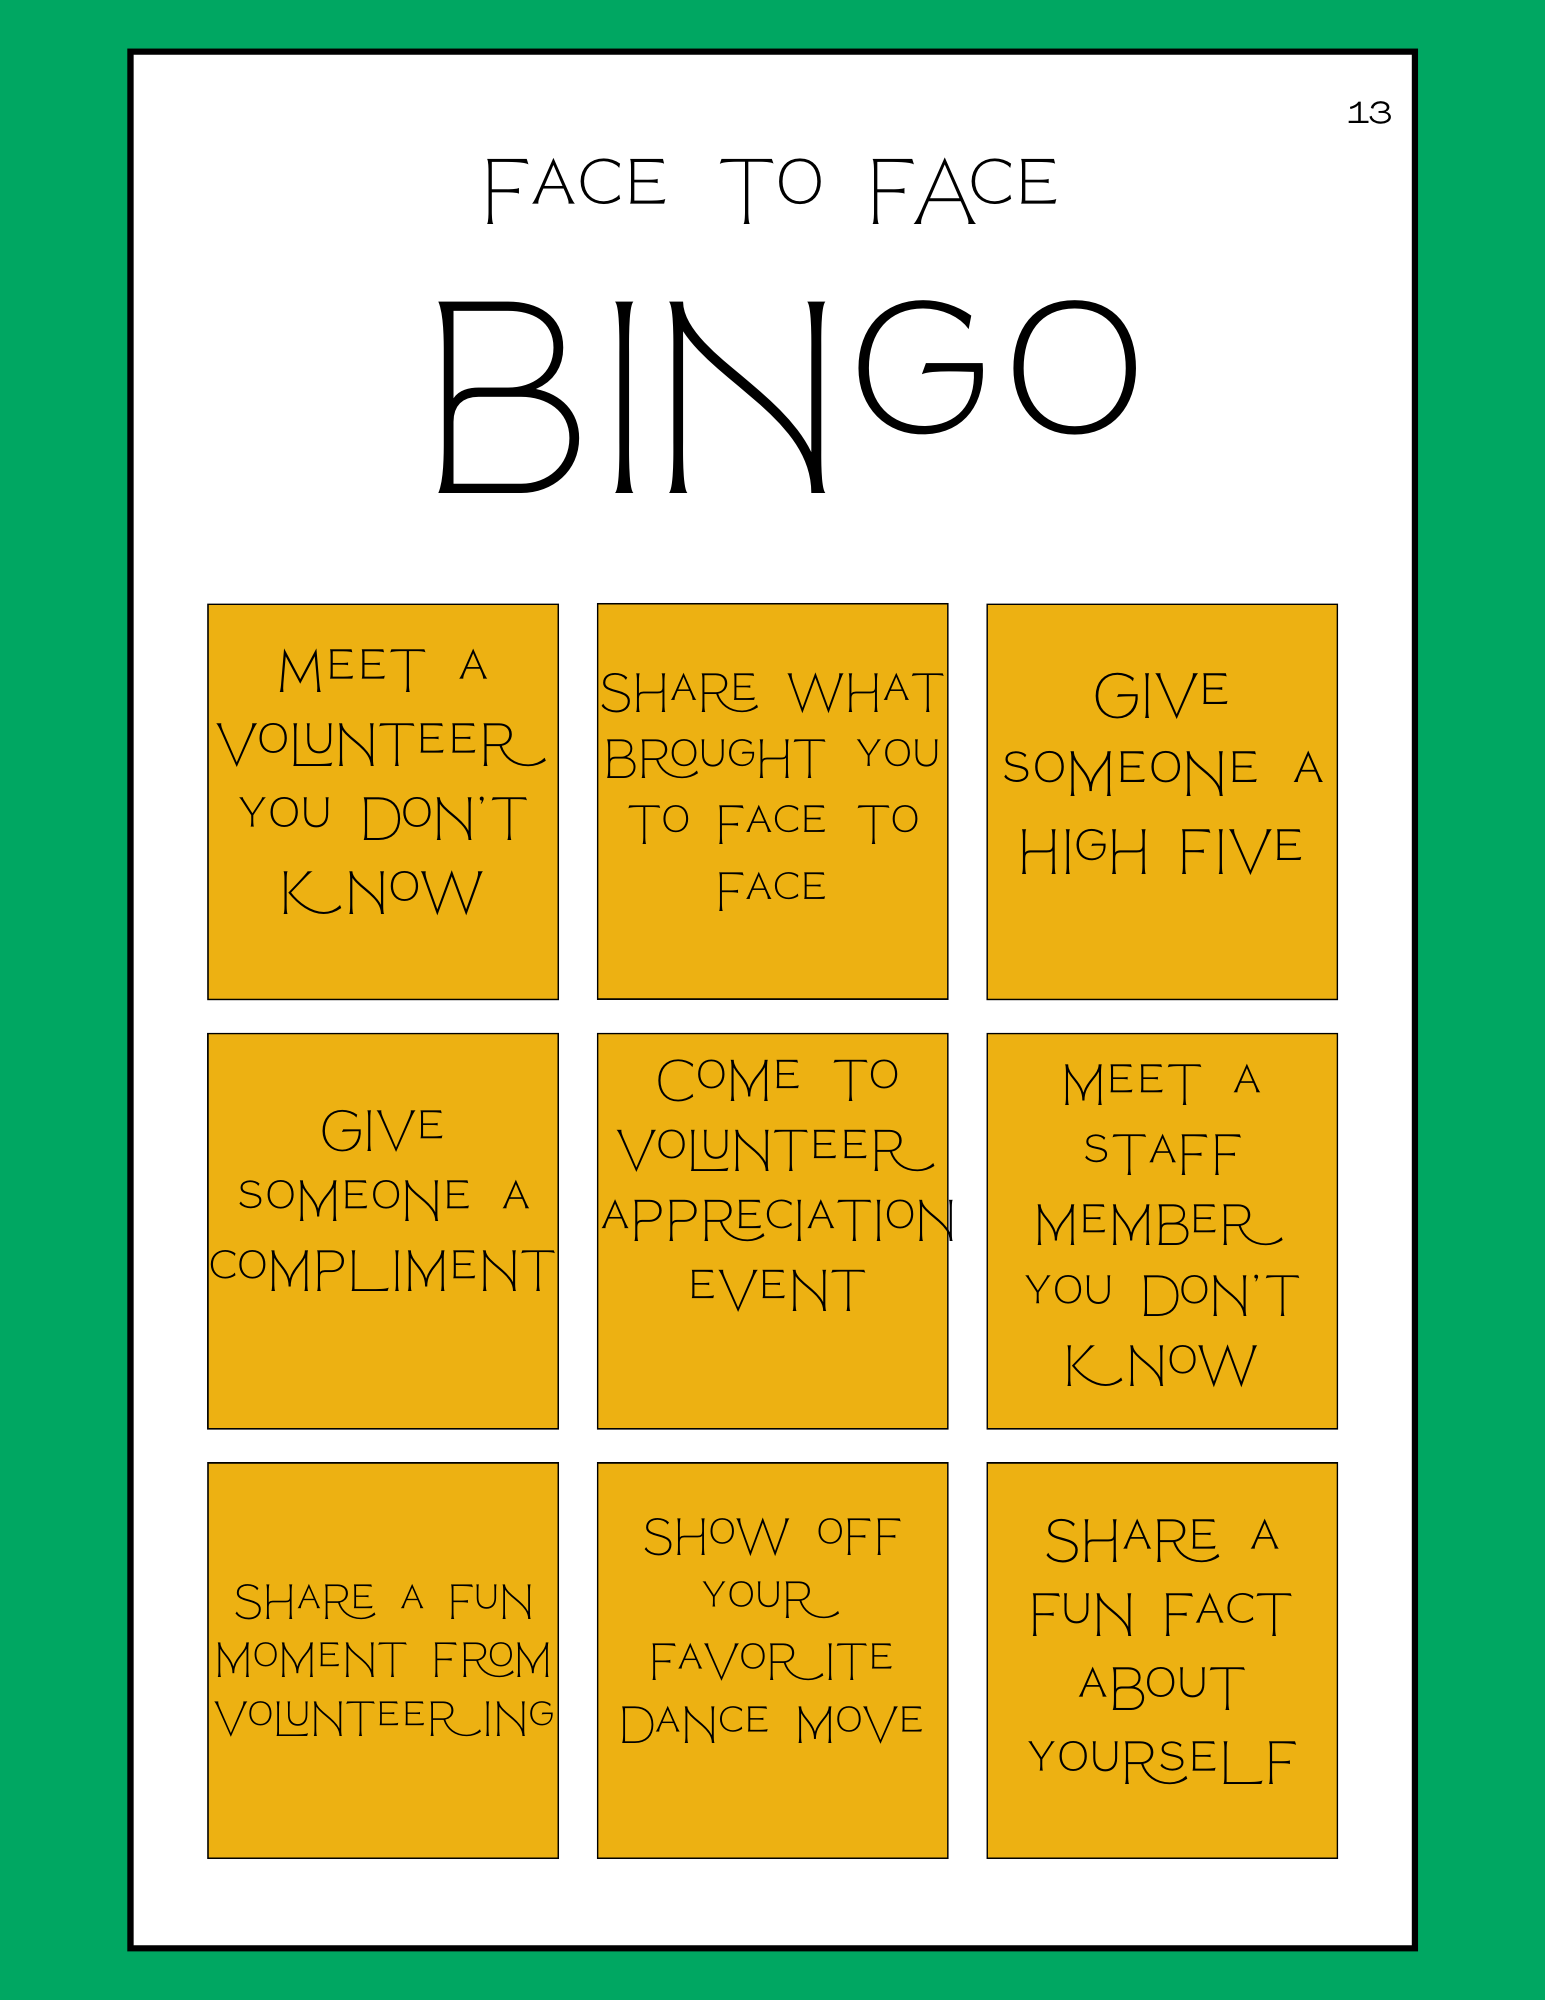 13
FACE TO FACE
BINGO
MEET A
VOLUNTEER
YOU DON'T
KNOW
SHARE WHAT
BROUGHT YOU
TO FACE TO
FACE
GIVE
SOMEONE A
HIGH FIVE
GIVE
SOMEONE A
COMPLIMENT
COME TO
VOLUNTEER
APPRECIATION
EVENT
MEET A
STAFF
MEMBER
YOU DON'T
KNOW
SHARE A FUN
MOMENT FROM
VOLUNTEERING
SHOW OFF
YOUR
FAVORITE
DANCE MOVE
SHARE A
FUN FACT
ABOUT
YOURSELF